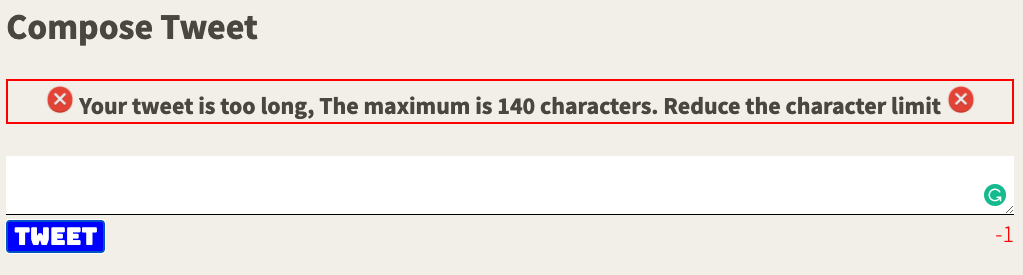 Compose Tweet
Your tweet is too long, The maximum is 140 characters. Reduce the character limit
TWEET
-1